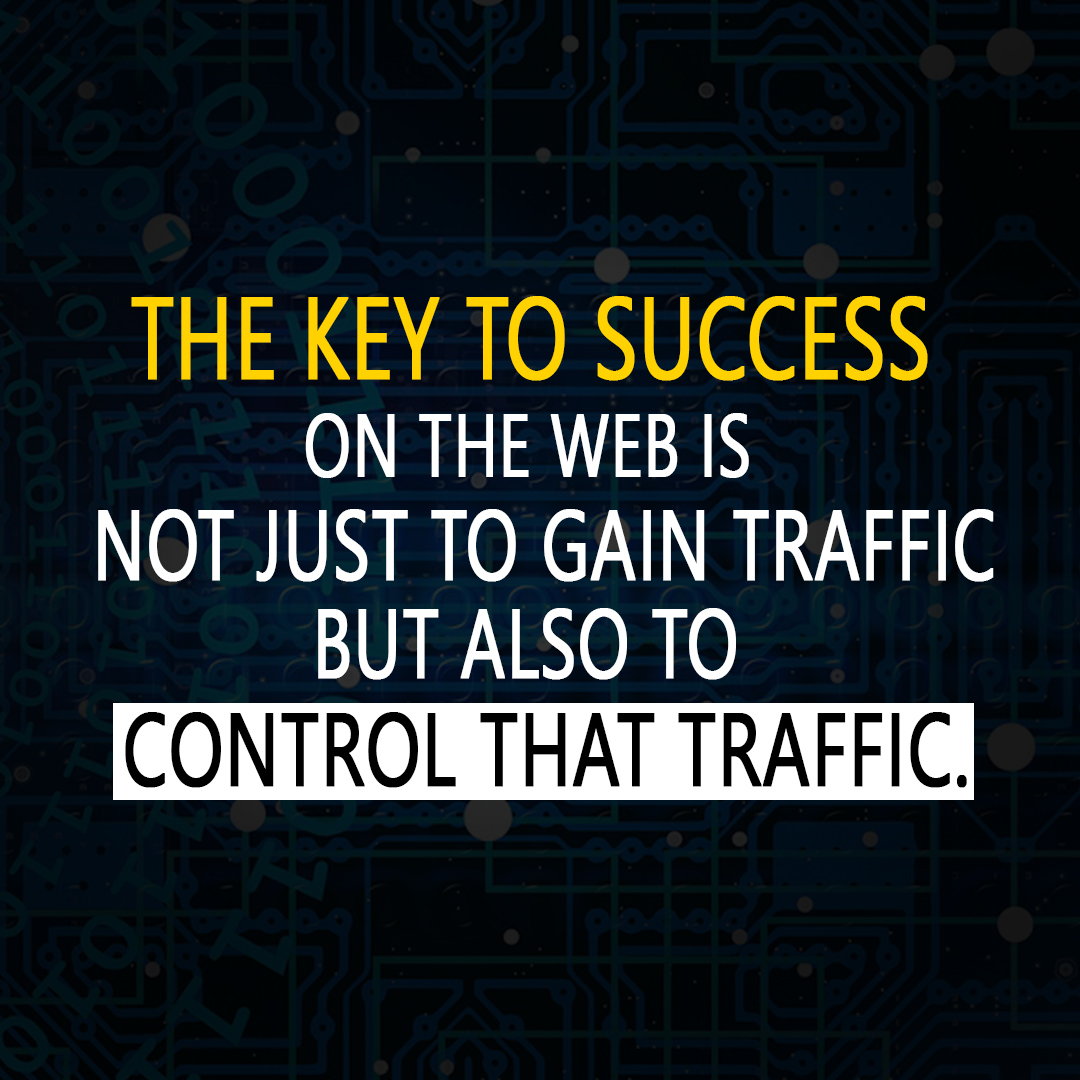 THE KEY TO SUCCESS
ON THE WEB IS
NOT JUST TO GAIN TRAFFIC
BUT ALSO TO
CONTROL THAT TRAFFIC.